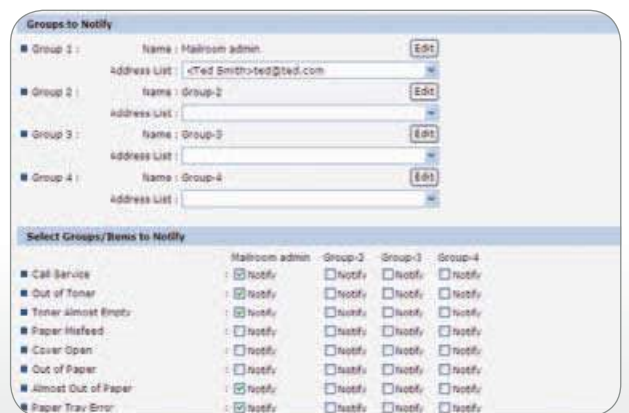 Groups to Notify
Group 1 : Name : Mailroom admin Edit
Address List : <Ted Smith>ted@ted.com
Group 2 : Name : Group-2 Edit
Address List :
Group 3 : Name : Group-3 Edit
Address List :
Group 4 : Name : Group-4 Edit
Address List :
Select Groups/Items to Notify
Mailroom admin Group-2 Group-3 Group-4
Call Service : Notify Notify Notify Notify
Out of Toner : Notify Notify Notify Notify
Toner Almost Empty : Notify Notify Notify Notify
Paper Misfeed : Notify Notify Notify Notify
Cover Open : Notify Notify Notify Notify
Out of Paper : Notify Notify Notify Notify
Almost Out of Paper : Notify Notify Notify Notify
Paper Tray Error : Notify Notify Notify Notify